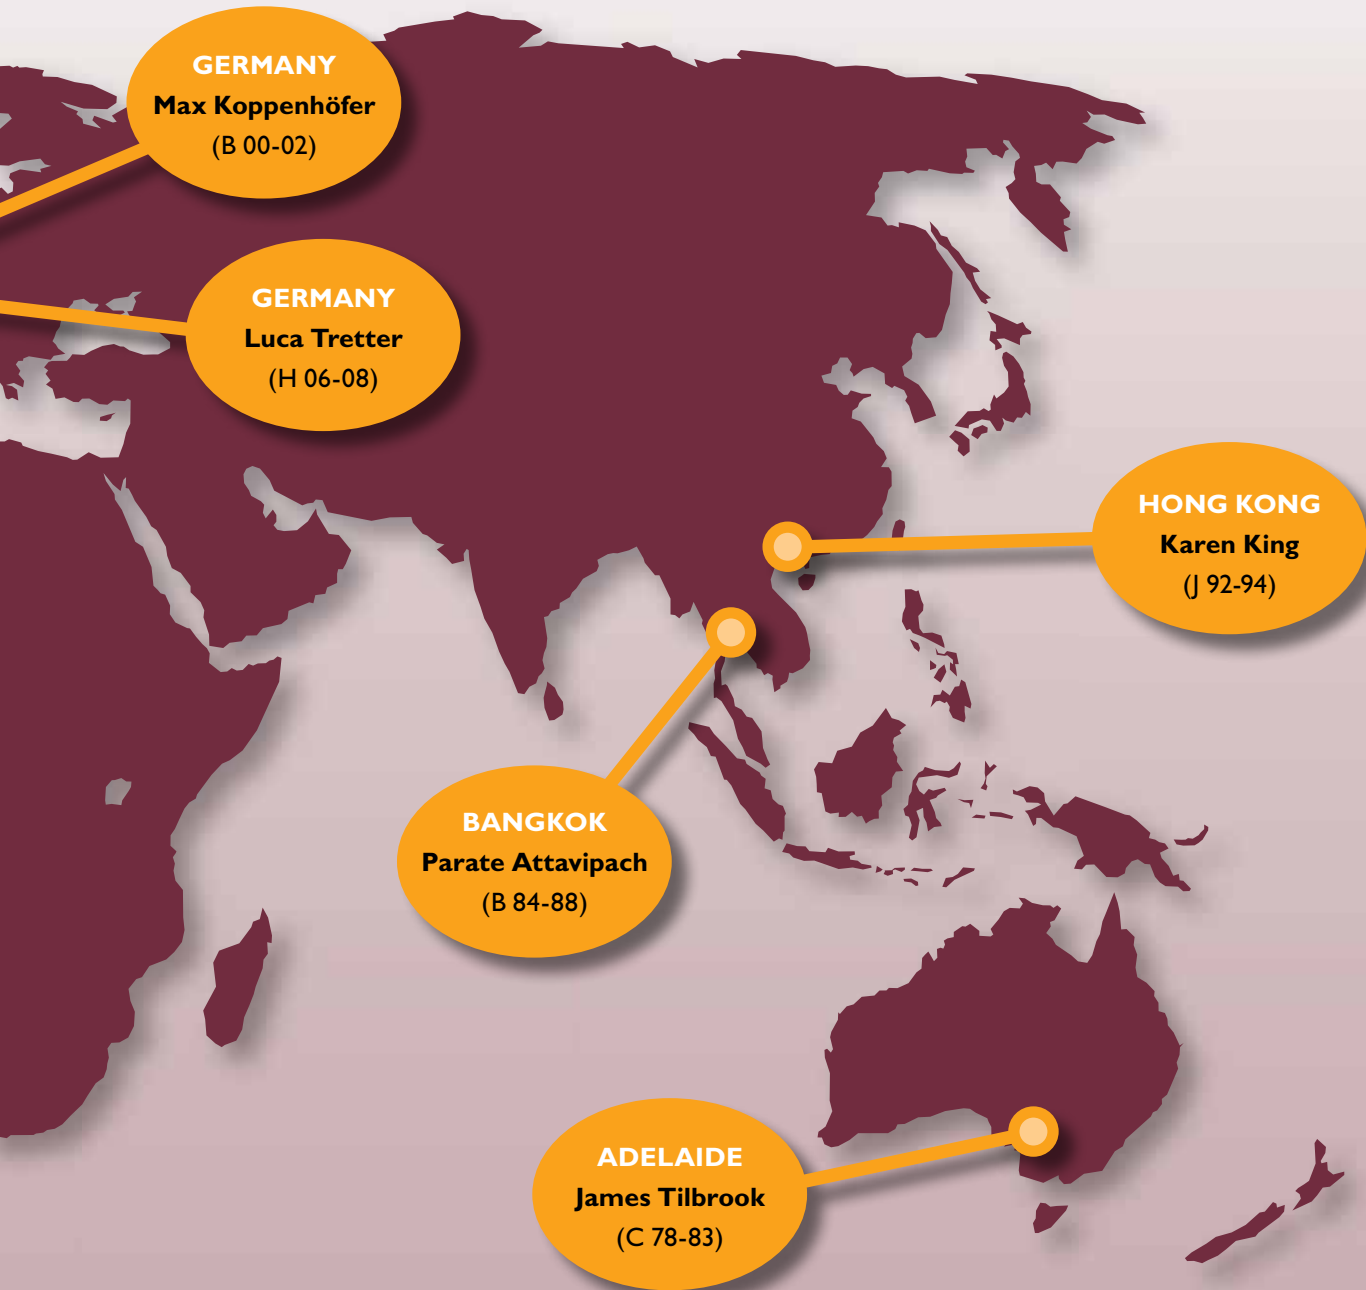 GERMANY
Max Koppenhöfer
(B 00-02)
GERMANY
Luca Tretter
(H 06-08)
HONG KONG
Karen King
(J 92-94)
BANGKOK
Parate Attavipach
(B 84-88)
ADELAIDE
James Tilbrook
(C 78-83)